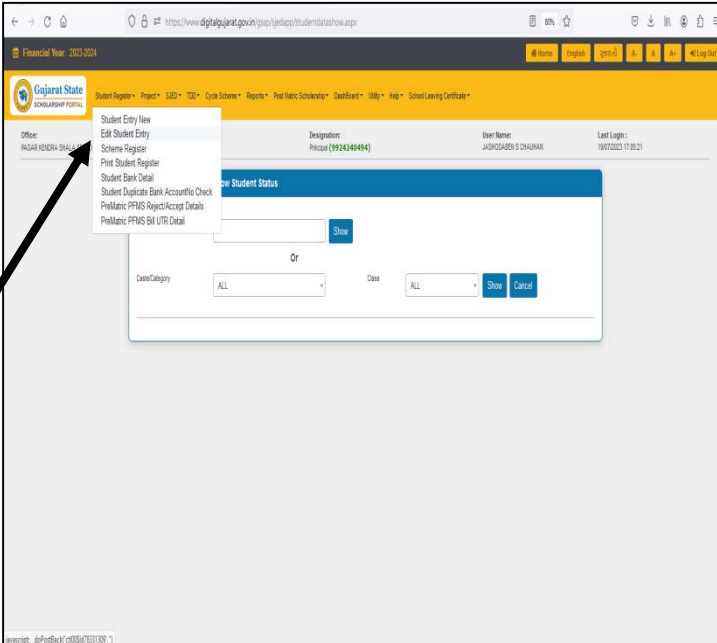 https://www.digitalgujarat.gov.in/gssp/sjedapp/studentdatashow.aspx
80%
Financial Year: 2023-2024
Home English ગુજરાતી A- A A+ Log Out
Gujarat State
SCHOLARSHIP PORTAL
Student Register Project SJED TDD Cycle Scheme Reports Post Matric Scholarship DashBoard Utility Help School Leaving Certificate
Student Entry New
Edit Student Entry
Scheme Register
Print Student Register
Student Bank Detail
Student Duplicate Bank AccountNo Check
PreMatric PFMS Reject/Accept Details
PreMatric PFMS Bill UTR Detail
Office: Designation: User Name: Last Login :
PAGAR KENDRA SHALA Principal (9924240494) JASHODABEN S CHAUHAN 19/07/2023 17:05:21
Student Status
Show
Or
Caste/Category ALL Class ALL Show Cancel